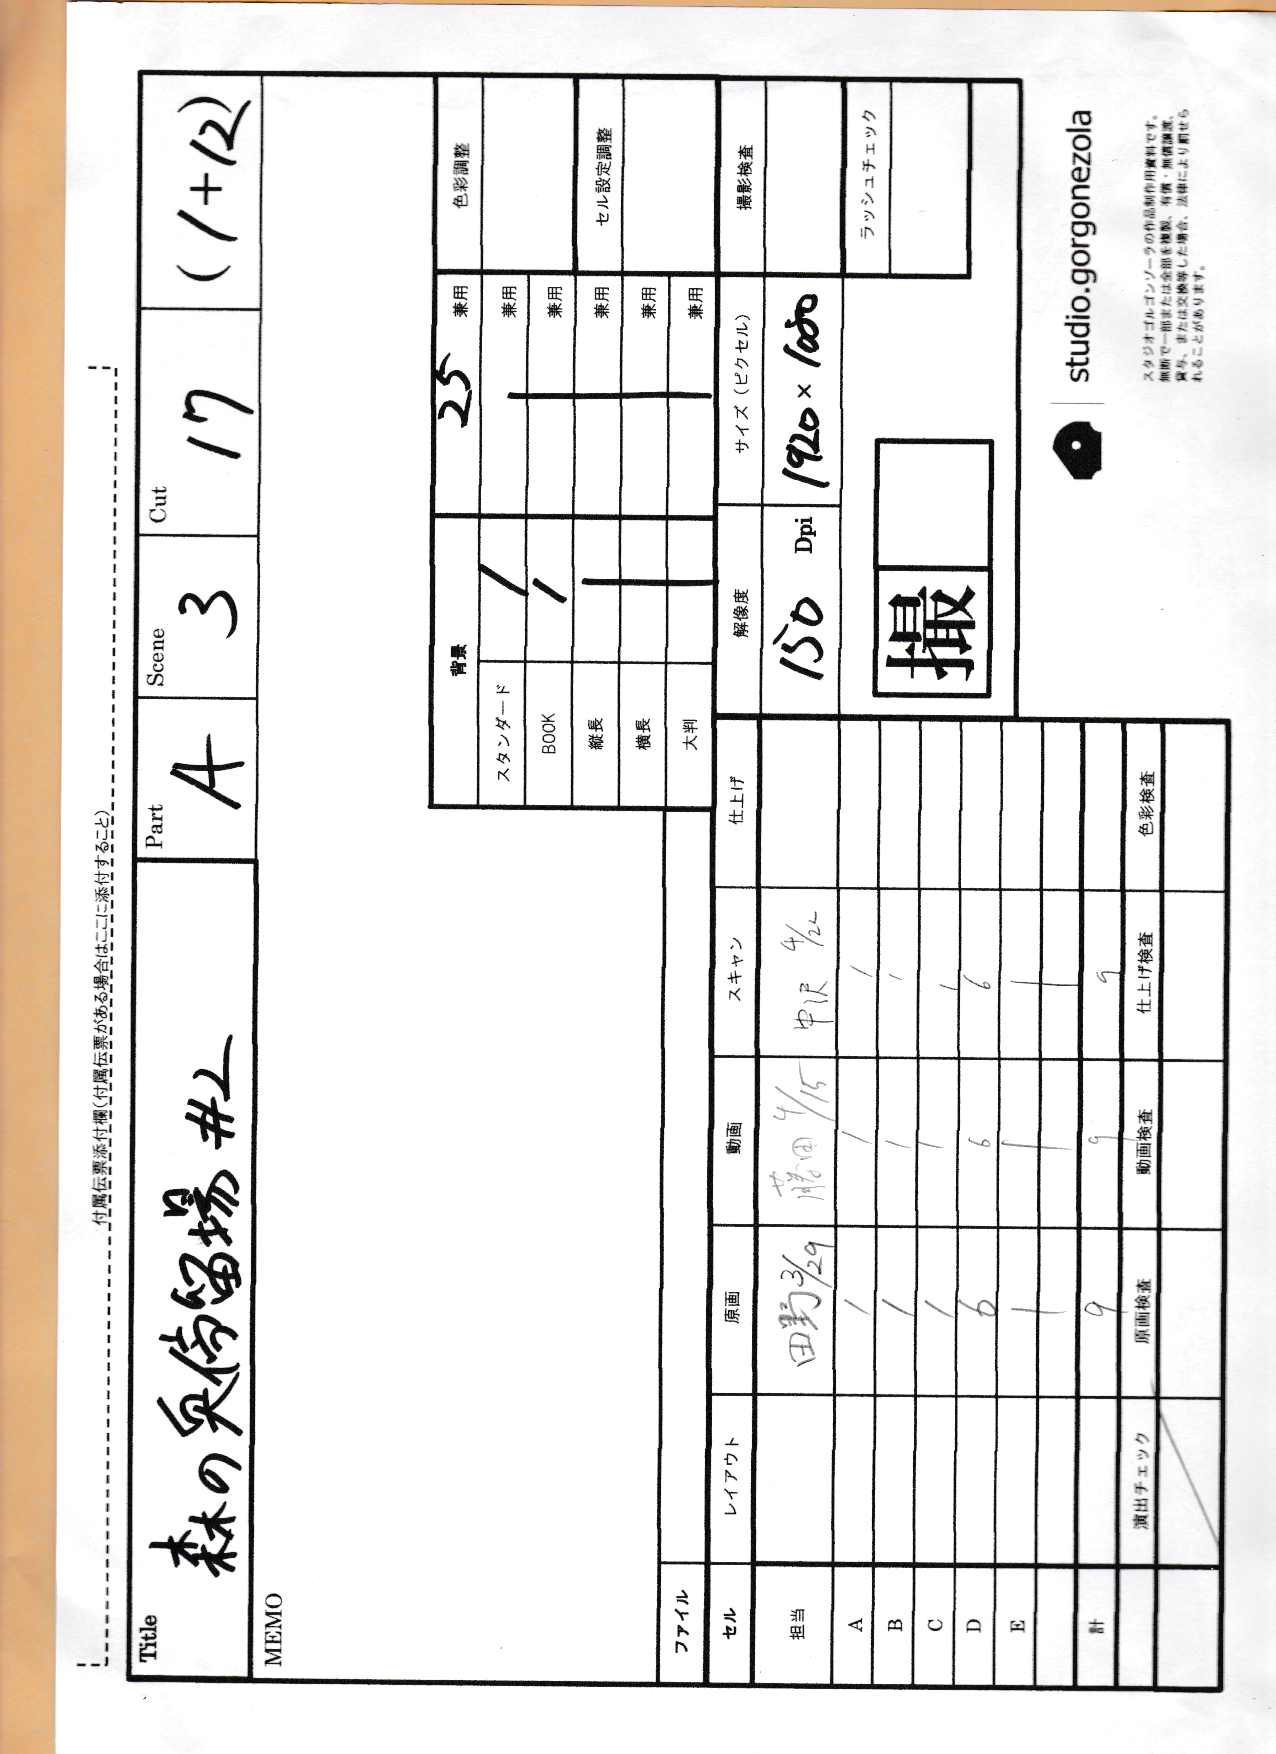 付属伝票添付欄(付属伝票がある場合はここに添付すること)
Title 森の兵傭留場 #2
Part A
Scene 3
Cut 17
(1+12)
MEMO
背景 25 兼用 色彩調整
スタンダード 1 兼用
BOOK 1 兼用
縦長 兼用 セル設定調整
横長 兼用
大判 兼用
解像度 サイズ(ピクセル) 撮影検査
150 Dpi 1920×1080
ラッシュチェック
撮
ファイル
セル レイアウト 原画 動画 スキャン 仕上げ
担当 3/29 藤田 4/15 中沢 4/22
A 1 1 1
B 1 1 1
C 1 1 1
D 6 6 6
E
計 9 9 9
演出チェック 原画検査 動画検査 仕上げ検査 色彩検査
studio.gorgonezola
スタジオゴルゴンゾーラの作品制作用資料です。
無断で一部または全部を複製、有償・無償譲渡、
貸与、または交換等した場合、法律により罰せら
れることがあります。